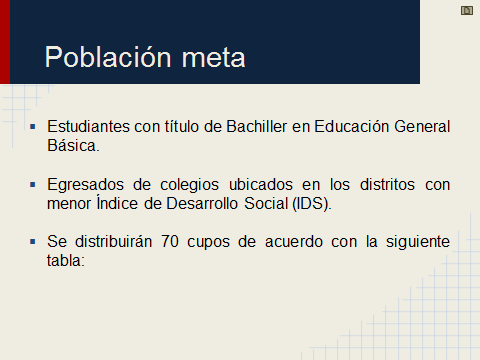 Población meta
▪ Estudiantes con título de Bachiller en Educación General
Básica.
▪ Egresados de colegios ubicados en los distritos con
menor Índice de Desarrollo Social (IDS).
▪ Se distribuirán 70 cupos de acuerdo con la siguiente
tabla: